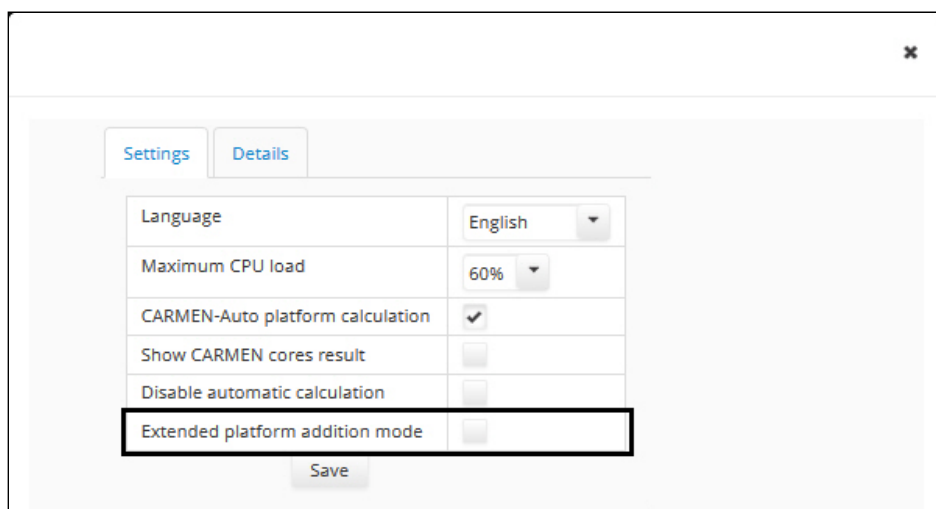 Settings Details
Language English
Maximum CPU load 60%
CARMEN-Auto platform calculation
Show CARMEN cores result
Disable automatic calculation
Extended platform addition mode
Save